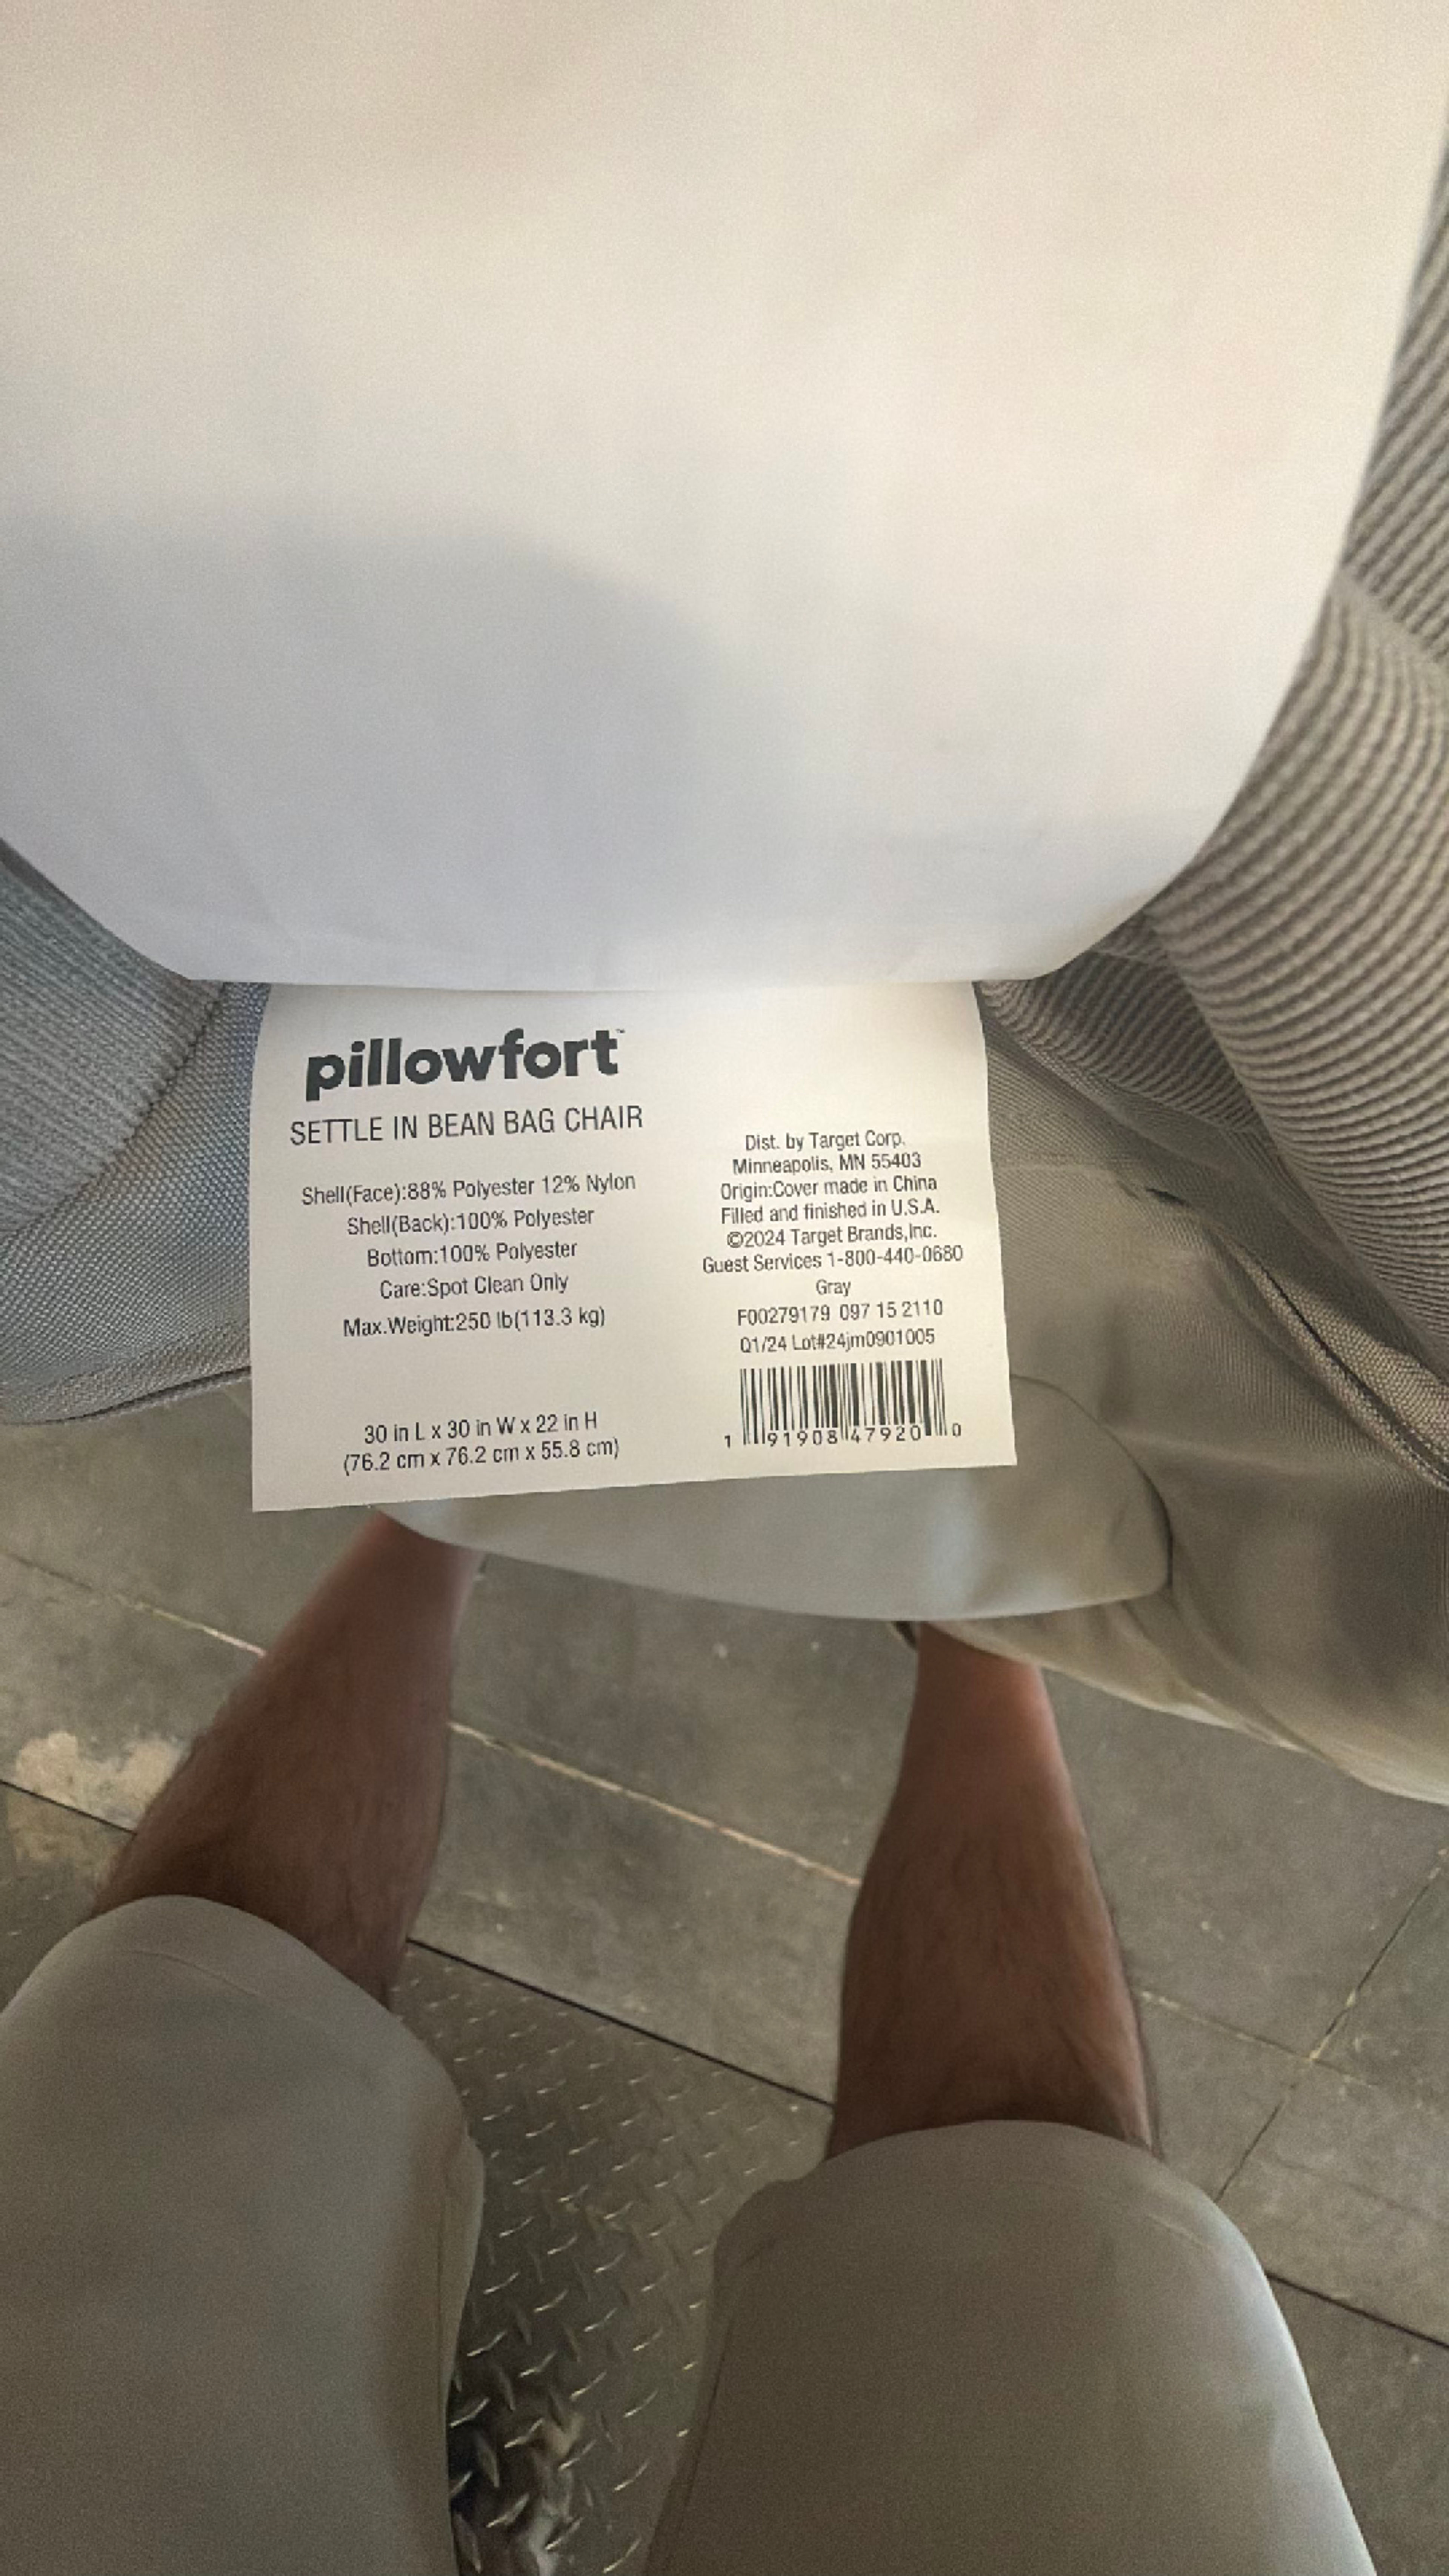 pillowfort™
SETTLE IN BEAN BAG CHAIR
Shell(Face):88% Polyester 12% Nylon
Shell(Back):100% Polyester
Bottom:100% Polyester
Care:Spot Clean Only
Max.Weight:250 lb(113.3 kg)
30 in L x 30 in W x 22 in H
(76.2 cm x 76.2 cm x 55.8 cm)
Dist. by Target Corp.
Minneapolis, MN 55403
Origin:Cover made in China
Filled and finished in U.S.A.
©2024 Target Brands,Inc.
Guest Services 1-800-440-0680
Gray
F00279179 097 15 2110
Q1/24 Lot#24jm0901005
1 91908 47920 0